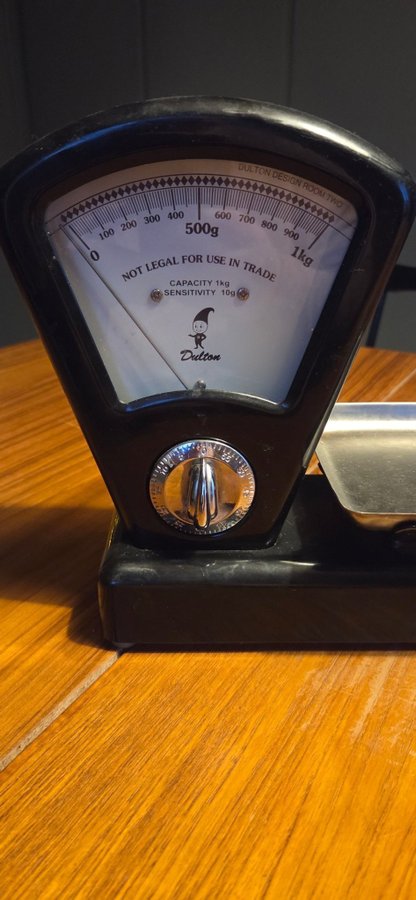 DULTON DESIGN ROOM TWO
0 100 200 300 400 500g 600 700 800 900 1kg
NOT LEGAL FOR USE IN TRADE
CAPACITY 1kg
SENSITIVITY 10g
Dulton